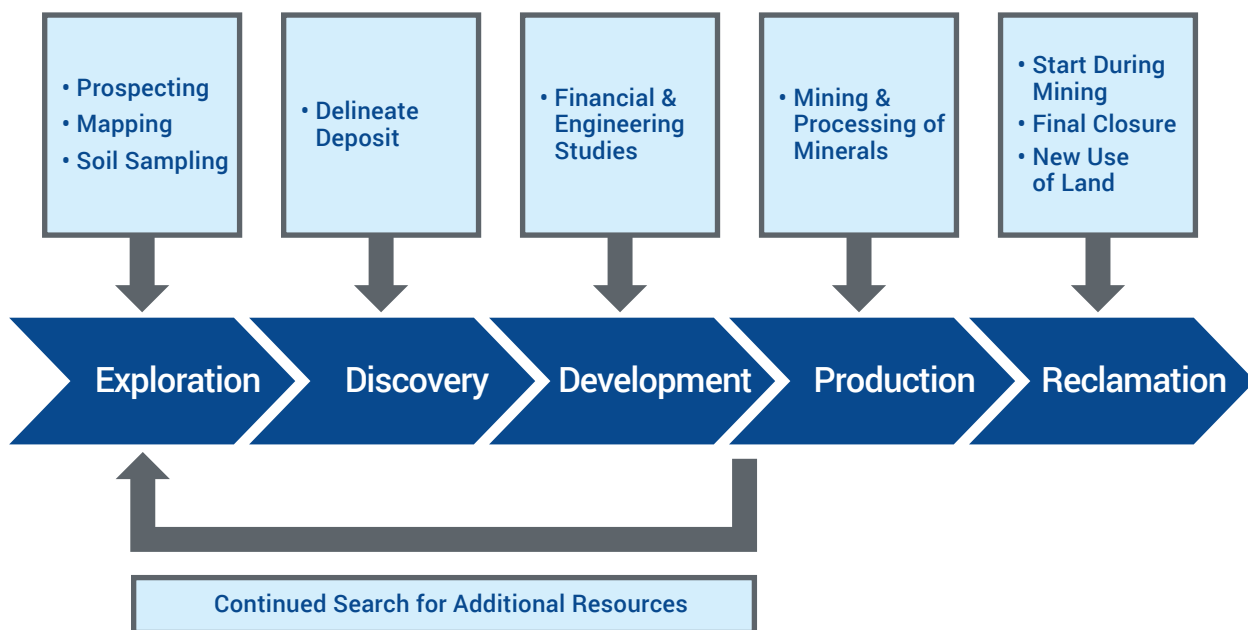 • Prospecting
• Mapping
• Soil Sampling
• Delineate
Deposit
• Financial &
Engineering
Studies
• Mining &
Processing of
Minerals
• Start During
Mining
• Final Closure
• New Use
of Land
Exploration
Discovery
Development
Production
Reclamation
Continued Search for Additional Resources